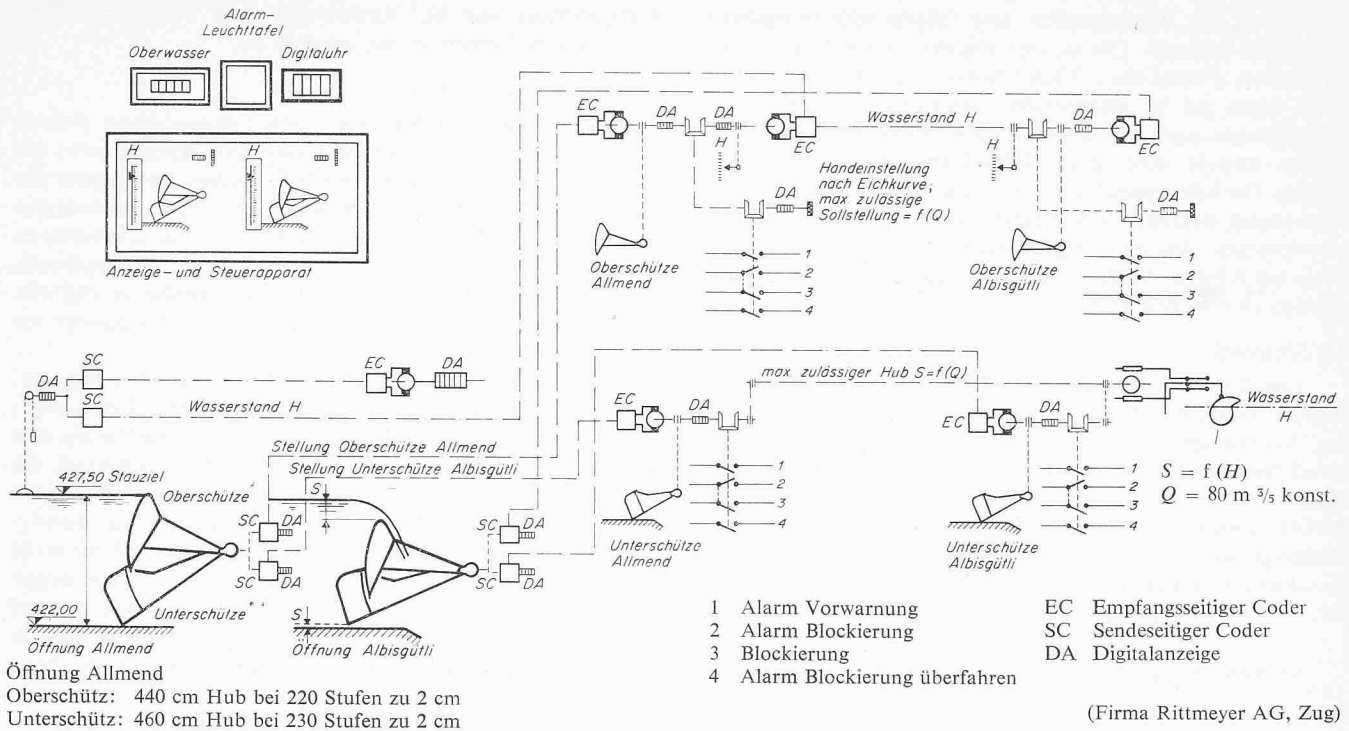 Alarm-
Leuchttafel
Oberwasser
Digitaluhr
H
H
Anzeige- und Steuerapparat
EC
DA
DA
H
EC
Wasserstand H
H
DA
EC
Handeinstellung
nach Eichkurve;
max. zulässige
Sollstellung = f(Q)
DA
DA
Oberschütze
Allmend
1
2
3
4
Oberschütze
Albisgütli
1
2
3
4
SC
DA
SC
EC
DA
Wasserstand H
max. zulässiger Hub S=f(Q)
EC
DA
EC
DA
Wasserstand
H
Stellung Oberschütze Allmend
Stellung Unterschütze Albisgütli
427,50 Stauziel
Oberschütze
S
SC
DA
SC
DA
SC
DA
SC
DA
422,00
Unterschütze
S
Öffnung Allmend
Öffnung Albisgütli
Unterschütze
Allmend
1
2
3
4
Unterschütze
Albisgütli
1
2
3
4
S = f (H)
Q = 80 m ³/s konst.
1 Alarm Vorwarnung
2 Alarm Blockierung
3 Blockierung
4 Alarm Blockierung überfahren
EC Empfangsseitiger Coder
SC Sendeseitiger Coder
DA Digitalanzeige
Öffnung Allmend
Oberschütz: 440 cm Hub bei 220 Stufen zu 2 cm
Unterschütz: 460 cm Hub bei 230 Stufen zu 2 cm
(Firma Rittmeyer AG, Zug)